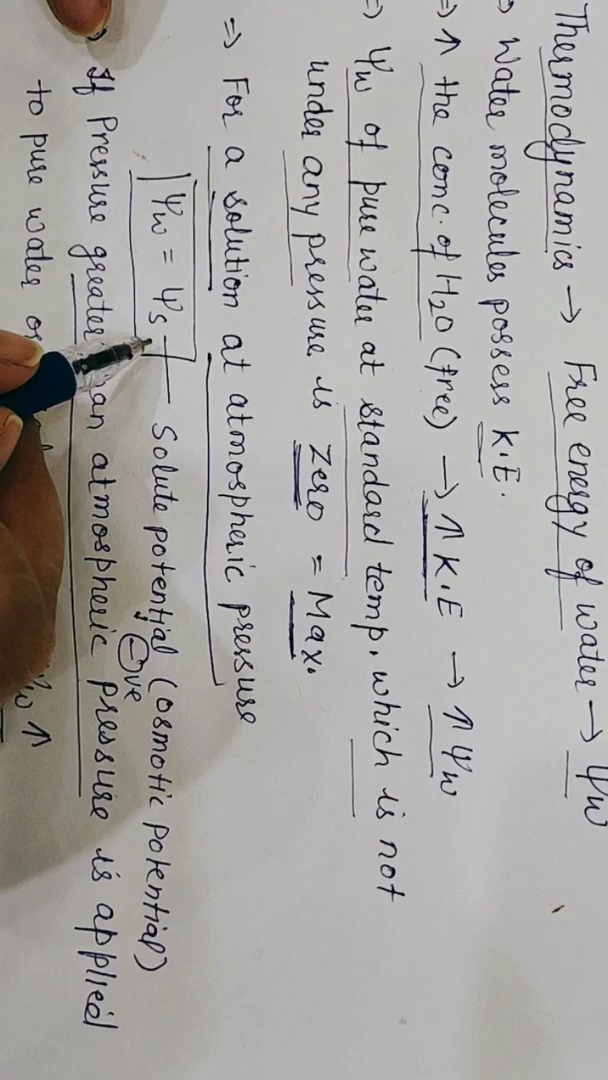 Thermodynamics → Free energy of water → Ψw
⇒ Water molecules possess K.E.
⇒ ↑ the conc. of H₂O (free) → ↑ K.E → ↑ Ψw
⇒ Ψw of pure water at standard temp. which is not
under any pressure is Zero = Max.
⇒ For a solution at atmospheric pressure
Ψw = Ψs
Solute potential (osmotic potential)
⊖ve
If Pressure greater atmospheric pressure is applied
to pure water or
Ψw ↑